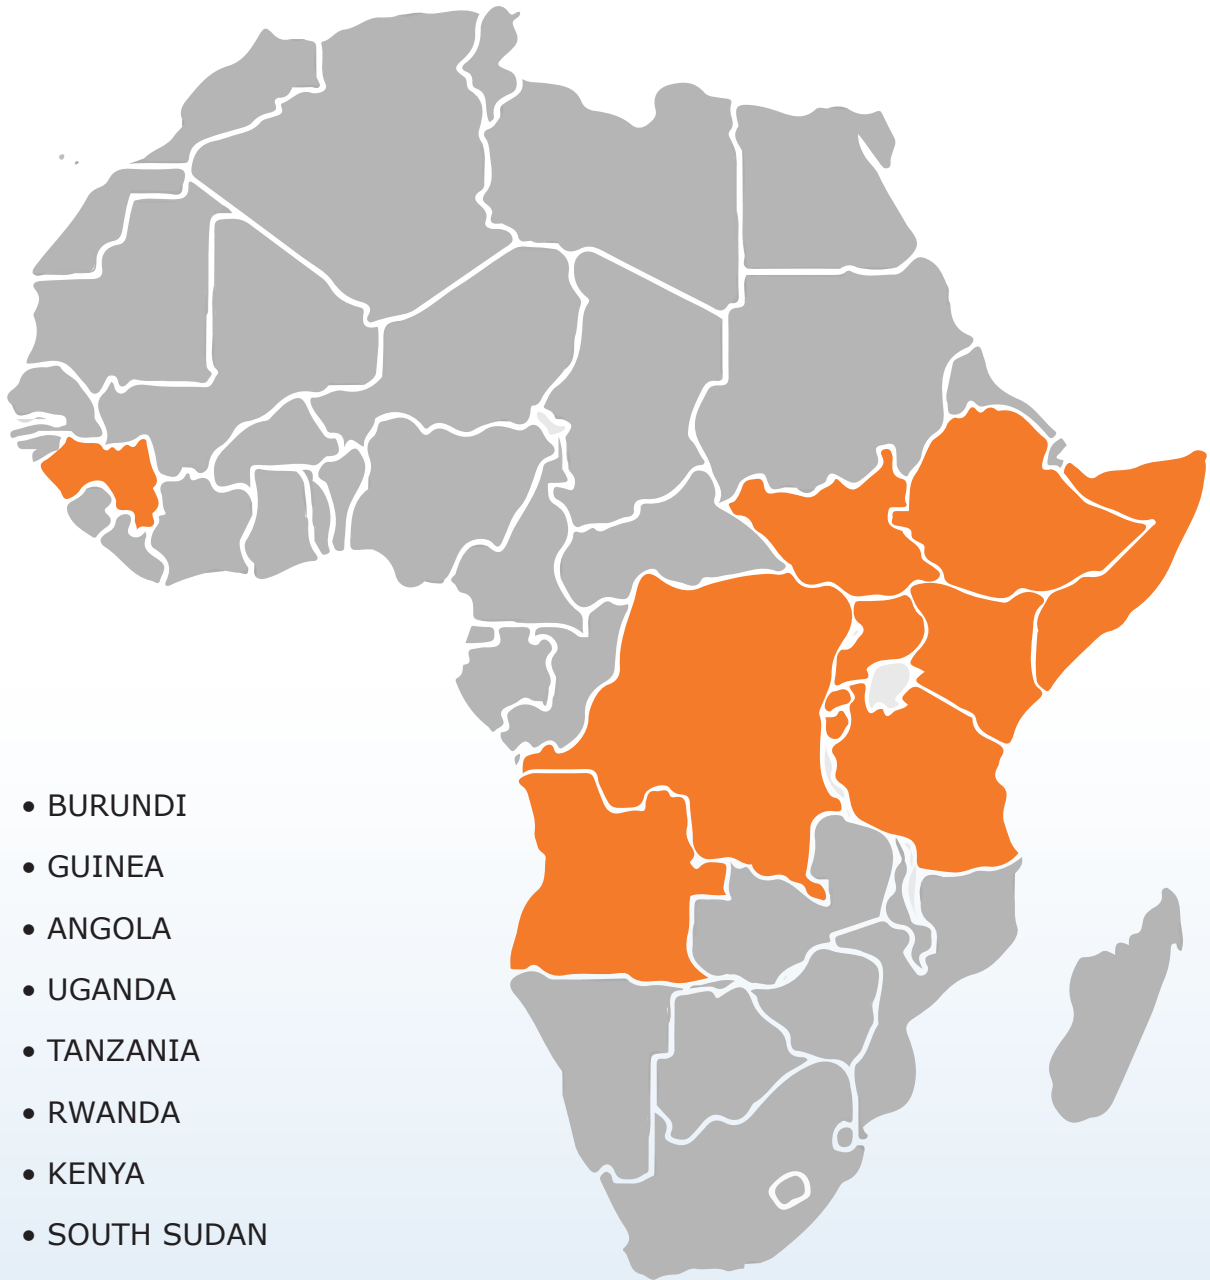 • BURUNDI
• GUINEA
• ANGOLA
• UGANDA
• TANZANIA
• RWANDA
• KENYA
• SOUTH SUDAN